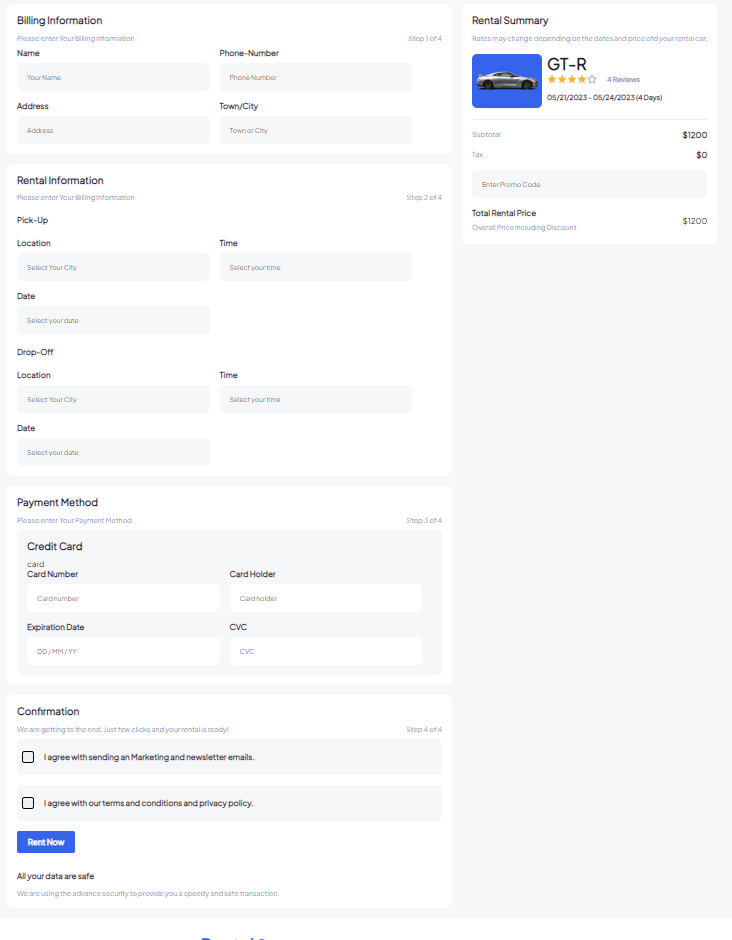 Billing Information
Please enter Your Billing Information
Step 1 of 4
Name
Phone-Number
Your Name
Phone Number
Address
Town/City
Address
Town or City
Rental Information
Please enter Your Billing Information
Step 2 of 4
Pick-Up
Location
Time
Select Your City
Select your time
Date
Select your date
Drop-Off
Location
Time
Select Your City
Select your time
Date
Select your date
Payment Method
Please enter Your Payment Method
Step 3 of 4
Credit Card
card
Card Number
Card Holder
Card number
Card holder
Expiration Date
CVC
DD / MM / YY
CVC
Confirmation
We are getting to the end. Just few clicks and your rental is ready!
Step 4 of 4
I agree with sending an Marketing and newsletter emails.
I agree with our terms and conditions and privacy policy.
Rent Now
All your data are safe
We are using the advance security to provide you a speedy and safe transaction.
Rental Summary
Rates may change depending on the dates and price ofd your rental car.
GT-R
4 Reviews
05/21/2023 - 05/24/2023 (4 Days)
Subtotal
$1200
Tax
$0
Enter Promo Code
Total Rental Price
Overall Price including Discount
$1200